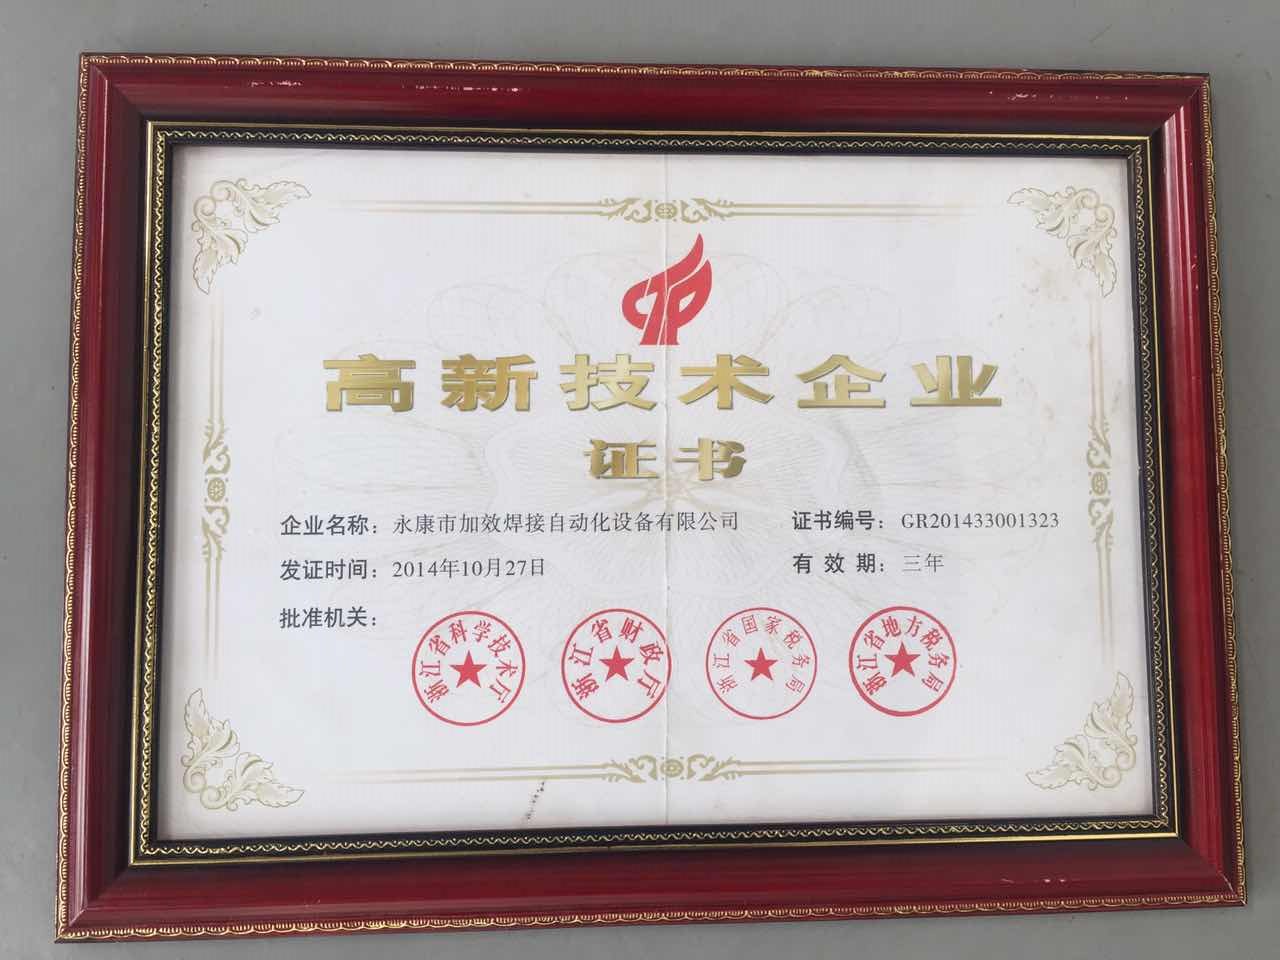 高新技术企业
证书
企业名称：永康市加效焊接自动化设备有限公司 证书编号：GR201433001323
发证时间：2014年10月27日 有效期：三年
批准机关：
浙江省科学技术厅 浙江省财政厅 浙江省国家税务局 浙江省地方税务局